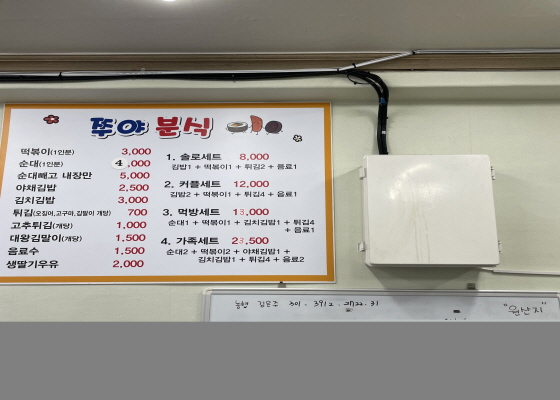 쭈야 분식
떡볶이(1인분) 3,000
순대(1인분) 4,000
순대빼고 내장만 5,000
야채김밥 2,500
김치김밥 3,000
튀김(오징어,고구마,김말이 개당) 700
고추튀김(개당) 1,000
대왕김말이(개당) 1,500
음료수 1,500
생딸기우유 2,000
1. 솔로세트 8,000
김밥1 + 떡볶이1 + 튀김2 + 음료1
2. 커플세트 12,000
김밥2 + 떡볶이1 + 튀김4 + 음료1
3. 먹방세트 13,000
순대1 + 떡볶이1 + 김치김밥1 + 튀김4
+ 음료1
4. 가족세트 23,500
순대2 + 떡볶이2 + 야채김밥1 +
김치김밥1 + 튀김4 + 음료2
농협 301. 3912.
"원산지"